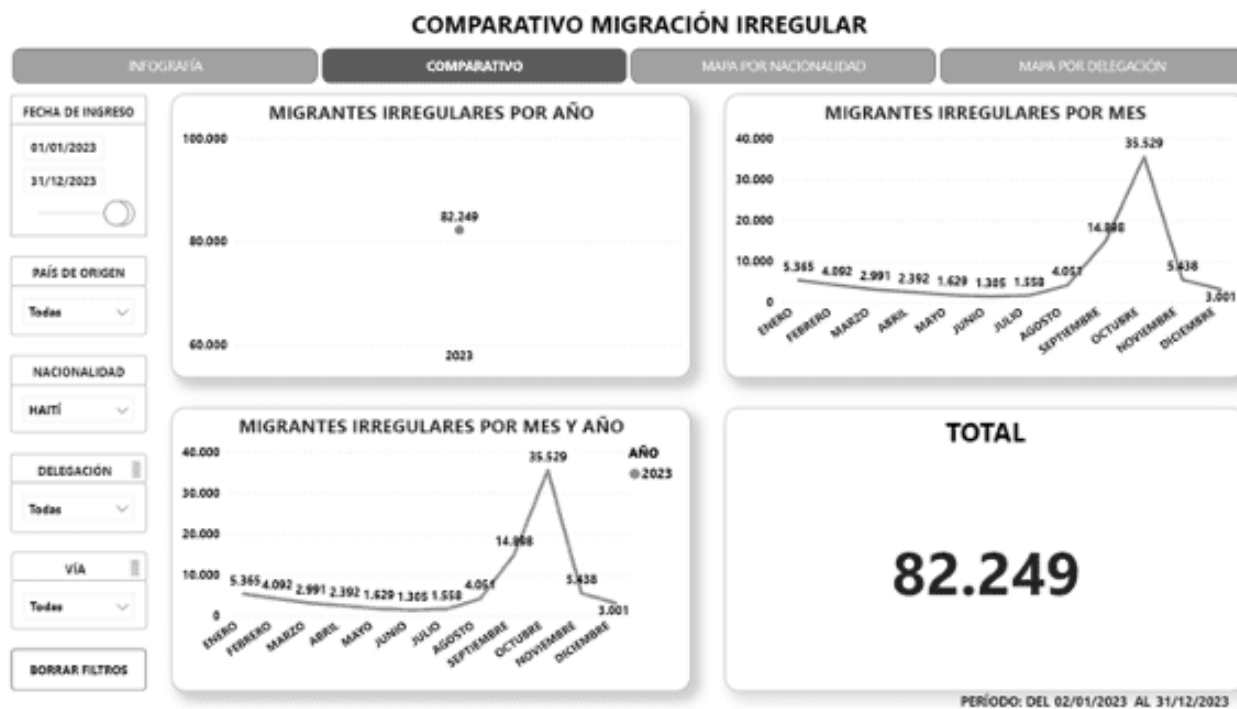 COMPARATIVO MIGRACIÓN IRREGULAR
INFOGRAFÍA
COMPARATIVO
MAPA POR NACIONALIDAD
MAPA POR DELEGACIÓN
FECHA DE INGRESO
01/01/2023
31/12/2023
PAÍS DE ORIGEN
Todas
NACIONALIDAD
HAITÍ
DELEGACIÓN
Todas
VÍA
Todas
BORRAR FILTROS
MIGRANTES IRREGULARES POR AÑO
100.000
82.249
80.000
60.000
2023
MIGRANTES IRREGULARES POR MES
40.000
30.000
20.000
10.000
0
5.365
4.092
2.991
2.392
1.629
1.305
1.558
4.051
14.898
35.529
5.438
3.001
ENERO
FEBRERO
MARZO
ABRIL
MAYO
JUNIO
JULIO
AGOSTO
SEPTIEMBRE
OCTUBRE
NOVIEMBRE
DICIEMBRE
MIGRANTES IRREGULARES POR MES Y AÑO
AÑO
2023
40.000
30.000
20.000
10.000
0
5.365
4.092
2.991
2.392
1.629
1.305
1.558
4.051
14.898
35.529
5.438
3.001
ENERO
FEBRERO
MARZO
ABRIL
MAYO
JUNIO
JULIO
AGOSTO
SEPTIEMBRE
OCTUBRE
NOVIEMBRE
DICIEMBRE
TOTAL
82.249
PERÍODO: DEL 02/01/2023 AL 31/12/2023